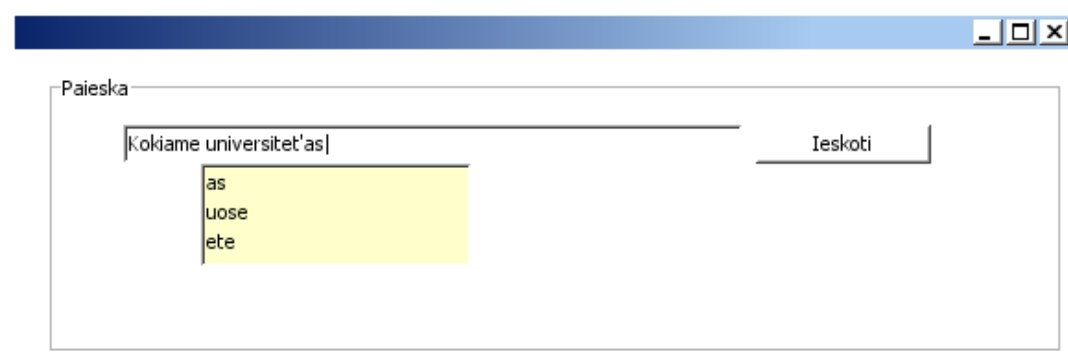 Paieska
Kokiame universitet'as
Ieskoti
as
uose
ete